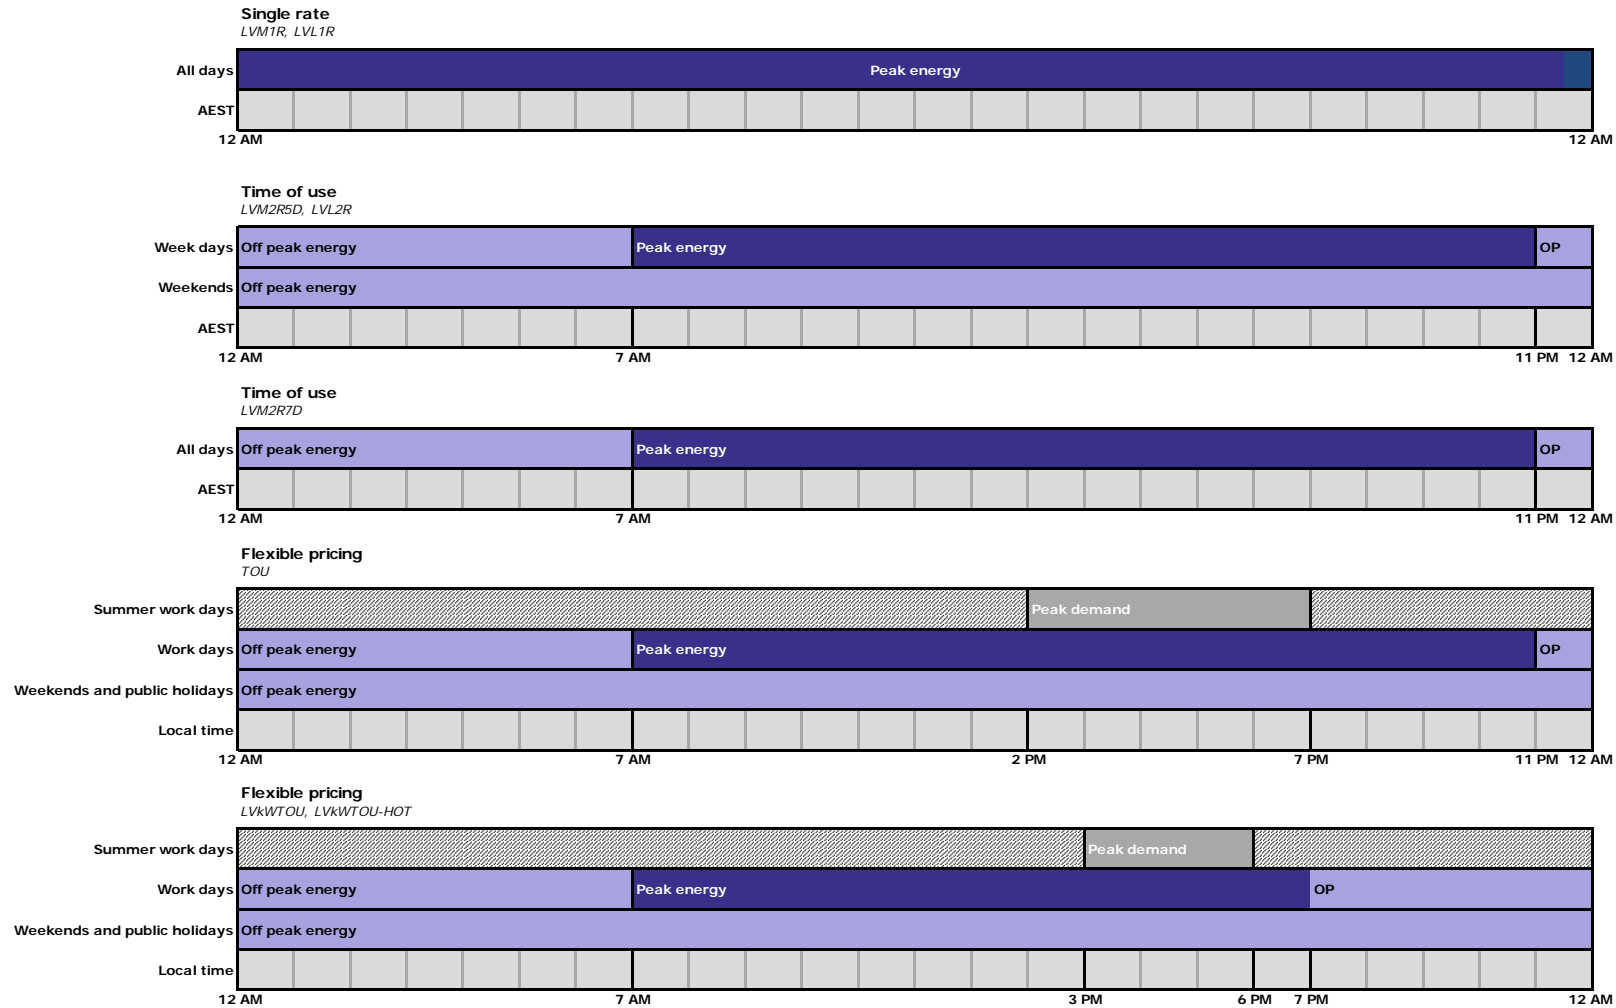 Single rate
LVM1R, LVL1R
All days Peak energy
AEST
12 AM 12 AM
Time of use
LVM2R5D, LVL2R
Week days Off peak energy Peak energy OP
Weekends Off peak energy
AEST
12 AM 7 AM 11 PM 12 AM
Time of use
LVM2R7D
All days Off peak energy Peak energy OP
AEST
12 AM 7 AM 11 PM 12 AM
Flexible pricing
TOU
Summer work days Peak demand
Work days Off peak energy Peak energy OP
Weekends and public holidays Off peak energy
Local time
12 AM 7 AM 2 PM 7 PM 11 PM 12 AM
Flexible pricing
LVkWTOU, LVkWTOU-HOT
Summer work days Peak demand
Work days Off peak energy Peak energy OP
Weekends and public holidays Off peak energy
Local time
12 AM 7 AM 3 PM 6 PM 7 PM 12 AM